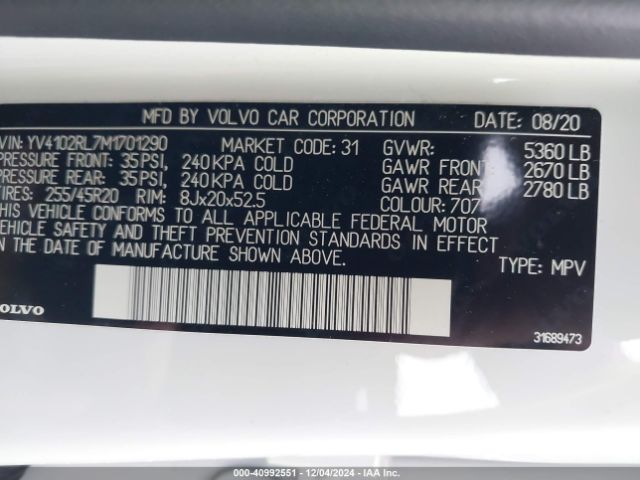 MFD BY VOLVO CAR CORPORATION DATE: 08/20
VIN: YV4102RL7M1701290 MARKET CODE: 31 GVWR: 5360 LB
PRESSURE FRONT: 35PSI, 240KPA COLD GAWR FRONT: 2670 LB
PRESSURE REAR: 35PSI, 240KPA COLD GAWR REAR: 2780 LB
TIRES: 255/45R20 RIM: 8Jx20x52.5 COLOUR: 707
THIS VEHICLE CONFORMS TO ALL APPLICABLE FEDERAL MOTOR
VEHICLE SAFETY AND THEFT PREVENTION STANDARDS IN EFFECT
ON THE DATE OF MANUFACTURE SHOWN ABOVE.
TYPE: MPV
VOLVO
31689473
000-40992551 - 12/04/2024 - IAA Inc.